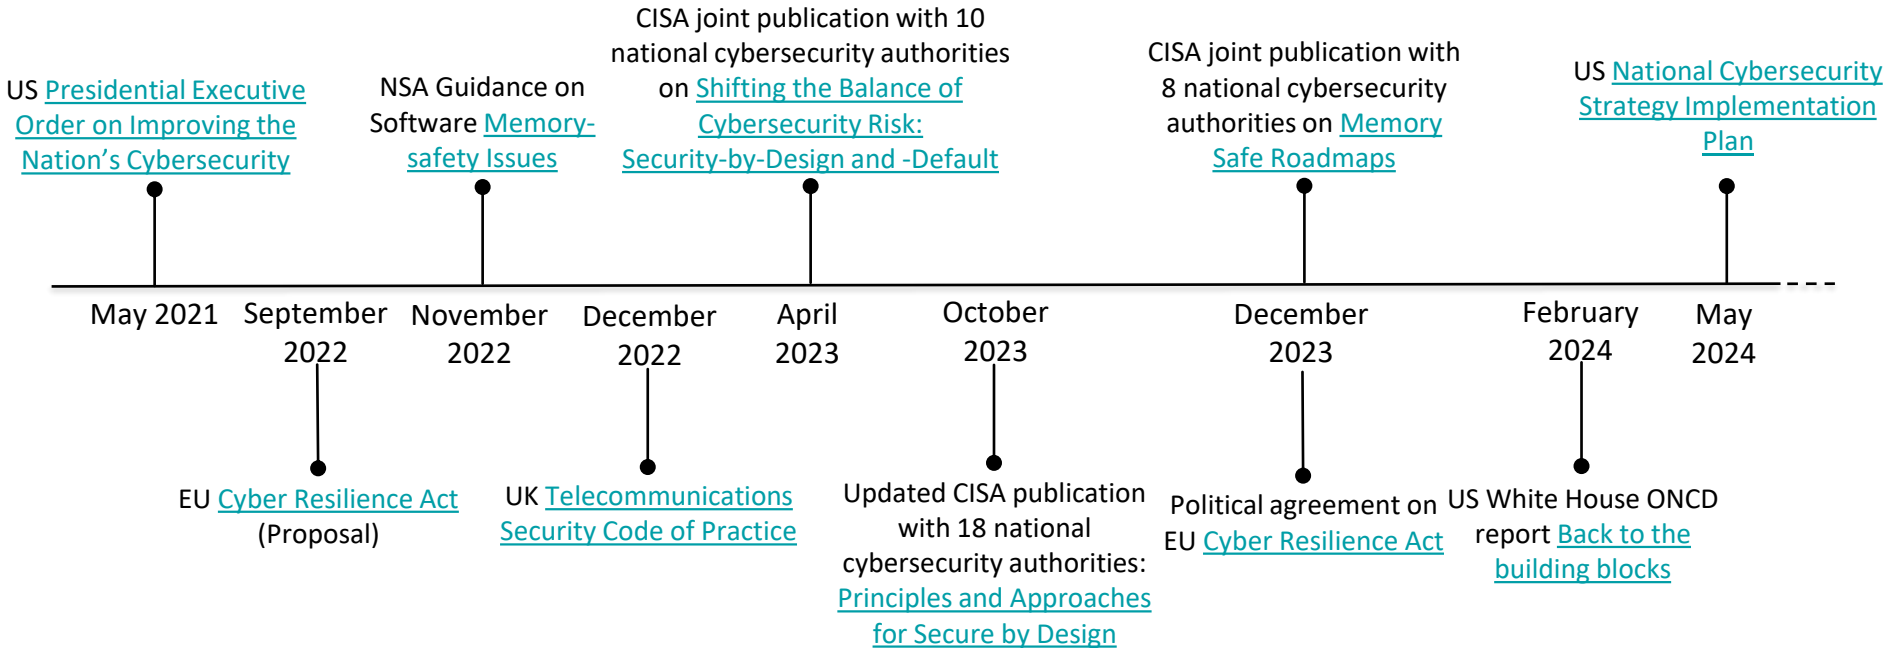 US Presidential Executive
Order on Improving the
Nation’s Cybersecurity
NSA Guidance on
Software Memory-
safety Issues
CISA joint publication with 10
national cybersecurity authorities
on Shifting the Balance of
Cybersecurity Risk:
Security-by-Design and -Default
CISA joint publication with
8 national cybersecurity
authorities on Memory
Safe Roadmaps
US National Cybersecurity
Strategy Implementation
Plan
May 2021
September
2022
November
2022
December
2022
April
2023
October
2023
December
2023
February
2024
May
2024
EU Cyber Resilience Act
(Proposal)
UK Telecommunications
Security Code of Practice
Updated CISA publication
with 18 national
cybersecurity authorities:
Principles and Approaches
for Secure by Design
Political agreement on
EU Cyber Resilience Act
US White House ONCD
report Back to the
building blocks